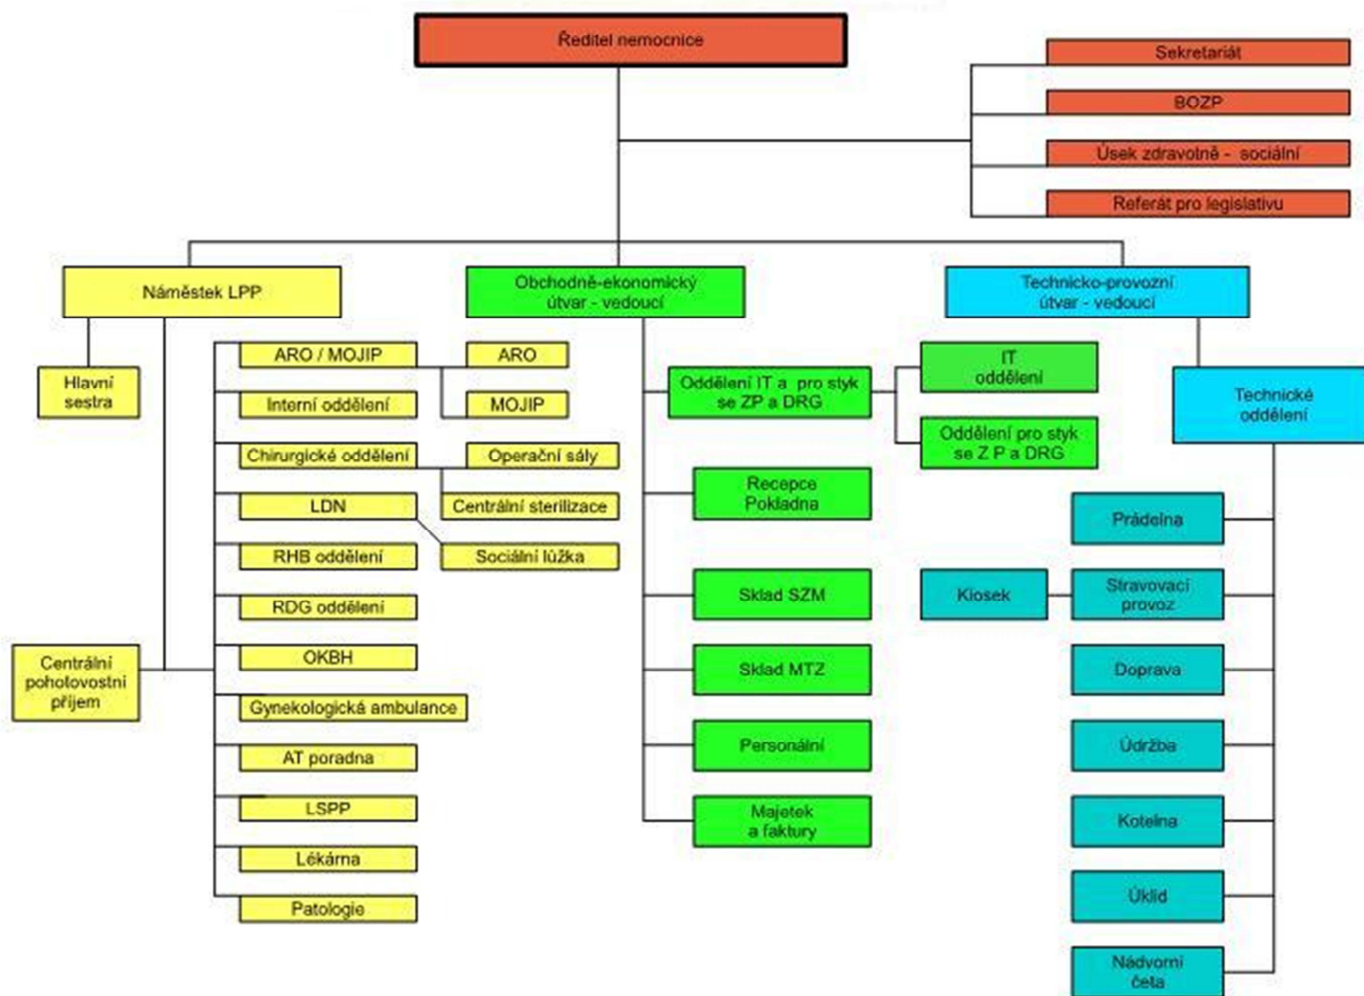 Ředitel nemocnice
Sekretariát
BOZP
Úsek zdravotně - sociální
Referát pro legislativu
Náměstek LPP
Obchodně-ekonomický
útvar - vedoucí
Technicko-provozní
útvar - vedoucí
Hlavní
sestra
Centrální
pohotovostní
příjem
ARO / MOJIP
ARO
MOJIP
Interní oddělení
Chirurgické oddělení
Operační sály
Centrální sterilizace
LDN
Sociální lůžka
RHB oddělení
RDG oddělení
OKBH
Gynekologická ambulance
AT poradna
LSPP
Lékárna
Patologie
Oddělení IT a pro styk
se ZP a DRG
IT
oddělení
Oddělení pro styk
se Z P a DRG
Recepce
Pokladna
Sklad SZM
Sklad MTZ
Personální
Majetek
a faktury
Technické
oddělení
Prádelna
Kiosek
Stravovací
provoz
Doprava
Údržba
Kotelna
Úklid
Nádvorní
četa